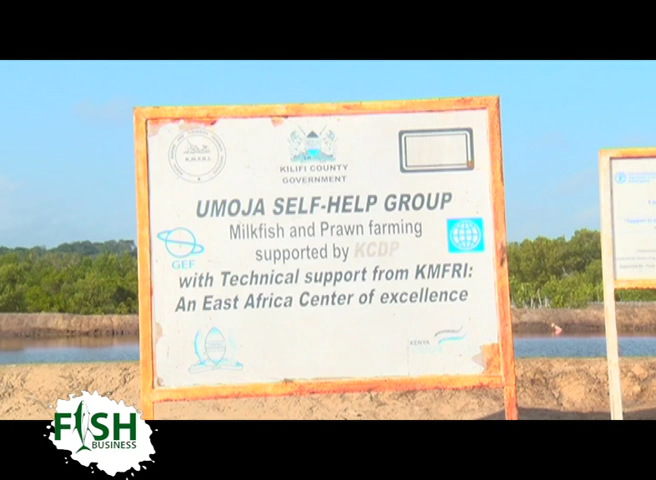 K.M.F.R.I.
KILIFI COUNTY
GOVERNMENT
UMOJA SELF-HELP GROUP
Milkfish and Prawn farming
supported by KCDP
GEF
with Technical support from KMFRI:
An East Africa Center of excellence
KENYA
FISH
BUSINESS